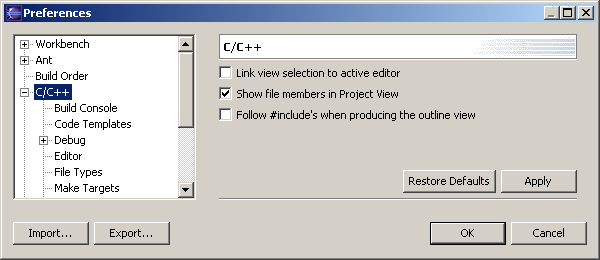 Preferences
Workbench
Ant
Build Order
C/C++
Build Console
Code Templates
Debug
Editor
File Types
Make Targets
C/C++
Link view selection to active editor
Show file members in Project View
Follow #include's when producing the outline view
Restore Defaults
Apply
Import...
Export...
OK
Cancel